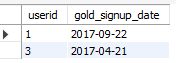 userid gold_signup_date
1 2017-09-22
3 2017-04-21